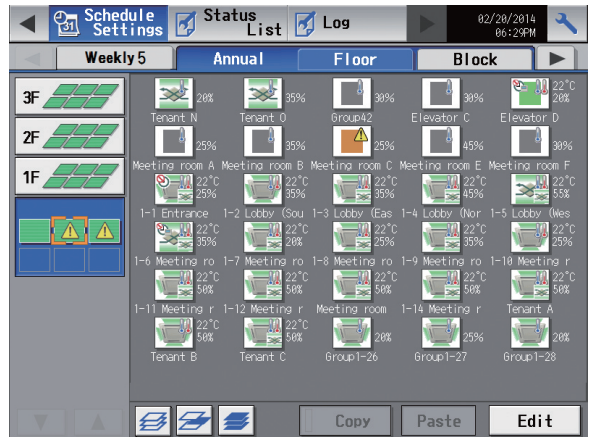 Schedule Settings
Status List
Log
02/20/2014
06:29PM
Weekly5
Annual
Floor
Block
3F
2F
1F
20%
35%
30%
30%
22°C
20%
Tenant N
Tenant O
Group42
Elevator C
Elevator D
25%
35%
25%
45%
30%
Meeting room A
Meeting room B
Meeting room C
Meeting room E
Meeting room F
22°C
25%
22°C
35%
22°C
25%
22°C
45%
22°C
55%
1-1 Entrance
1-2 Lobby (Sou
1-3 Lobby (Eas
1-4 Lobby (Nor
1-5 Lobby (Wes
22°C
35%
22°C
20%
22°C
25%
22°C
35%
22°C
25%
1-6 Meeting ro
1-7 Meeting ro
1-8 Meeting ro
1-9 Meeting ro
1-10 Meeting r
22°C
50%
22°C
50%
22°C
50%
22°C
50%
22°C
50%
1-11 Meeting r
1-12 Meeting r
Meeting room
1-14 Meeting r
Tenant A
22°C
50%
22°C
50%
20%
25%
20%
Tenant B
Tenant C
Group1-26
Group1-27
Group1-28
Copy
Paste
Edit